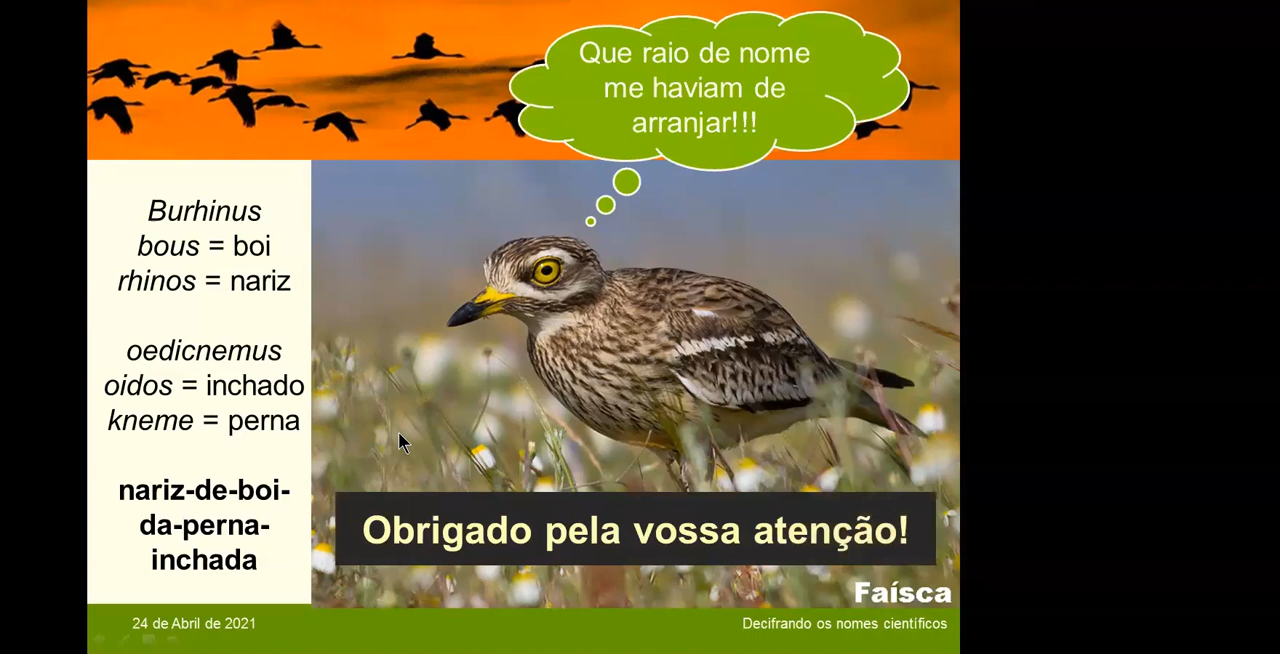 Que raio de nome
me haviam de
arranjar!!!
Burhinus
bous = boi
rhinos = nariz
oedicnemus
oidos = inchado
kneme = perna
nariz-de-boi-
da-perna-
inchada
Obrigado pela vossa atenção!
Faísca
24 de Abril de 2021
Decifrando os nomes científicos